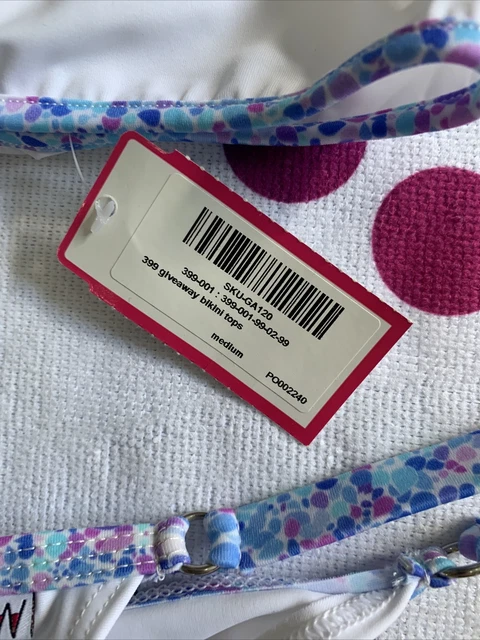 SKU-GA120
399-001 : 399-001-99-02-99
399 giveaway bikini tops
medium
PO002240